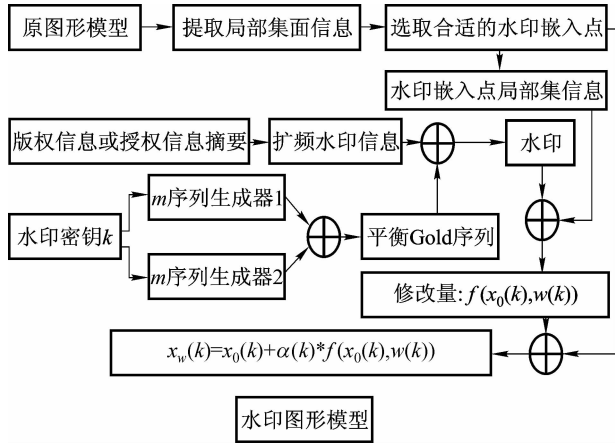 原图形模型
提取局部集面信息
选取合适的水印嵌入点
水印嵌入点局部集信息
版权信息或授权信息摘要
扩频水印信息
水印
m序列生成器1
水印密钥k
平衡Gold序列
m序列生成器2
修改量:f(x₀(k),w(k))
x_w(k)=x₀(k)+α(k)*f(x₀(k),w(k))
水印图形模型